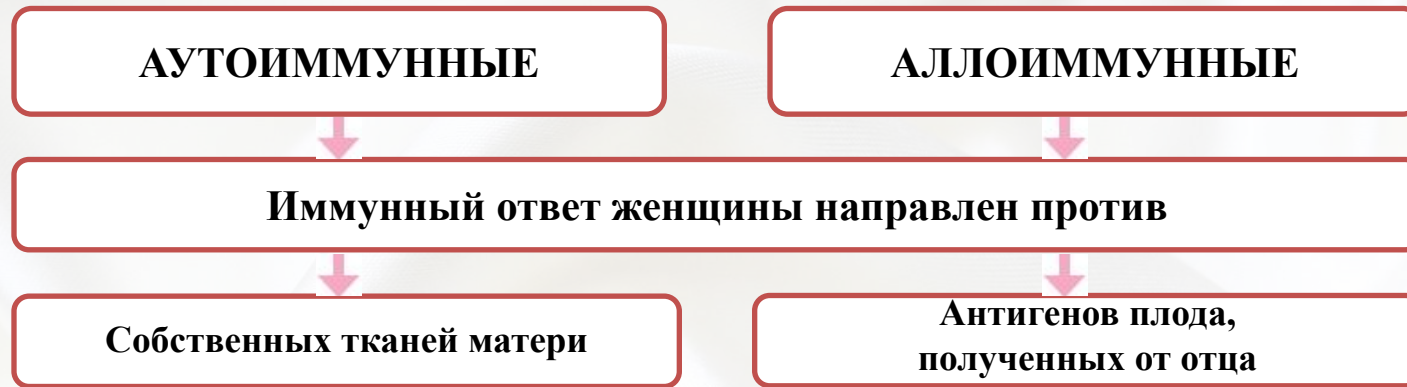 АУТОИММУННЫЕ
АЛЛОИММУННЫЕ
Иммунный ответ женщины направлен против
Собственных тканей матери
Антигенов плода,
полученных от отца